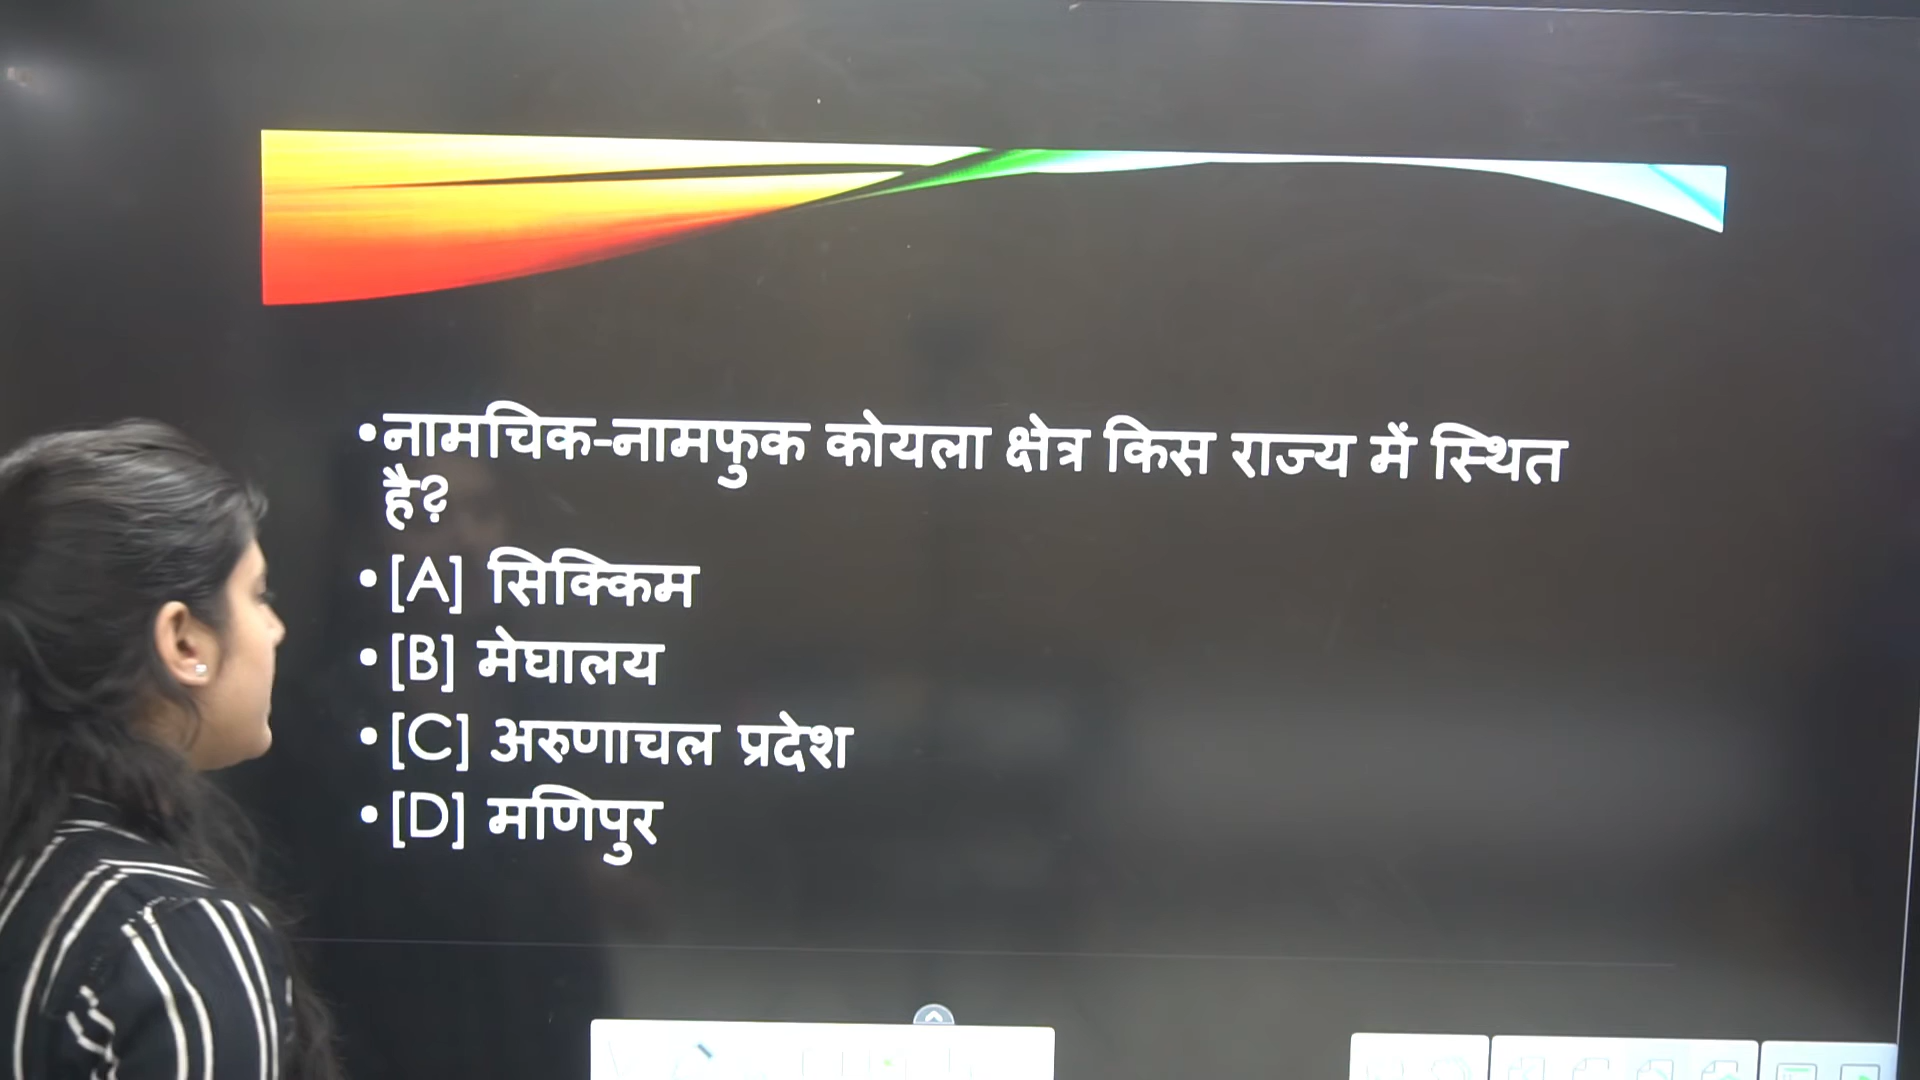 •नामचिक-नामफुक कोयला क्षेत्र किस राज्य में स्थित
है?
•[A] सिक्किम
•[B] मेघालय
•[C] अरुणाचल प्रदेश
•[D] मणिपुर